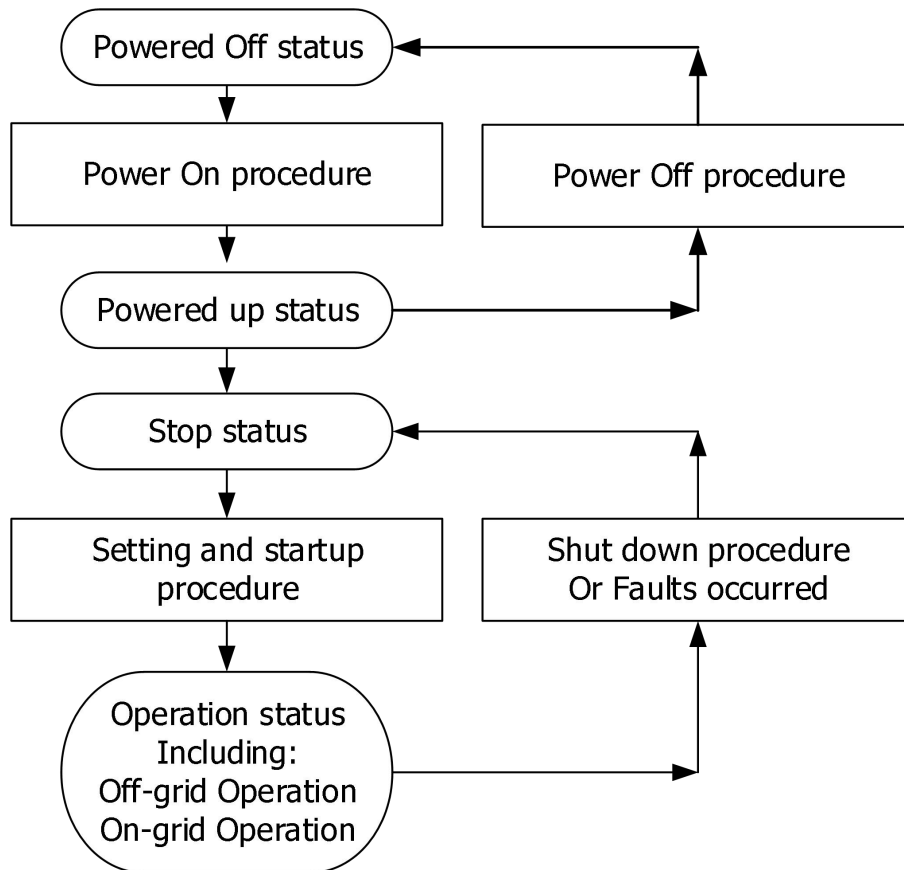 Powered Off status
Power On procedure
Power Off procedure
Powered up status
Stop status
Setting and startup
procedure
Shut down procedure
Or Faults occurred
Operation status
Including:
Off-grid Operation
On-grid Operation